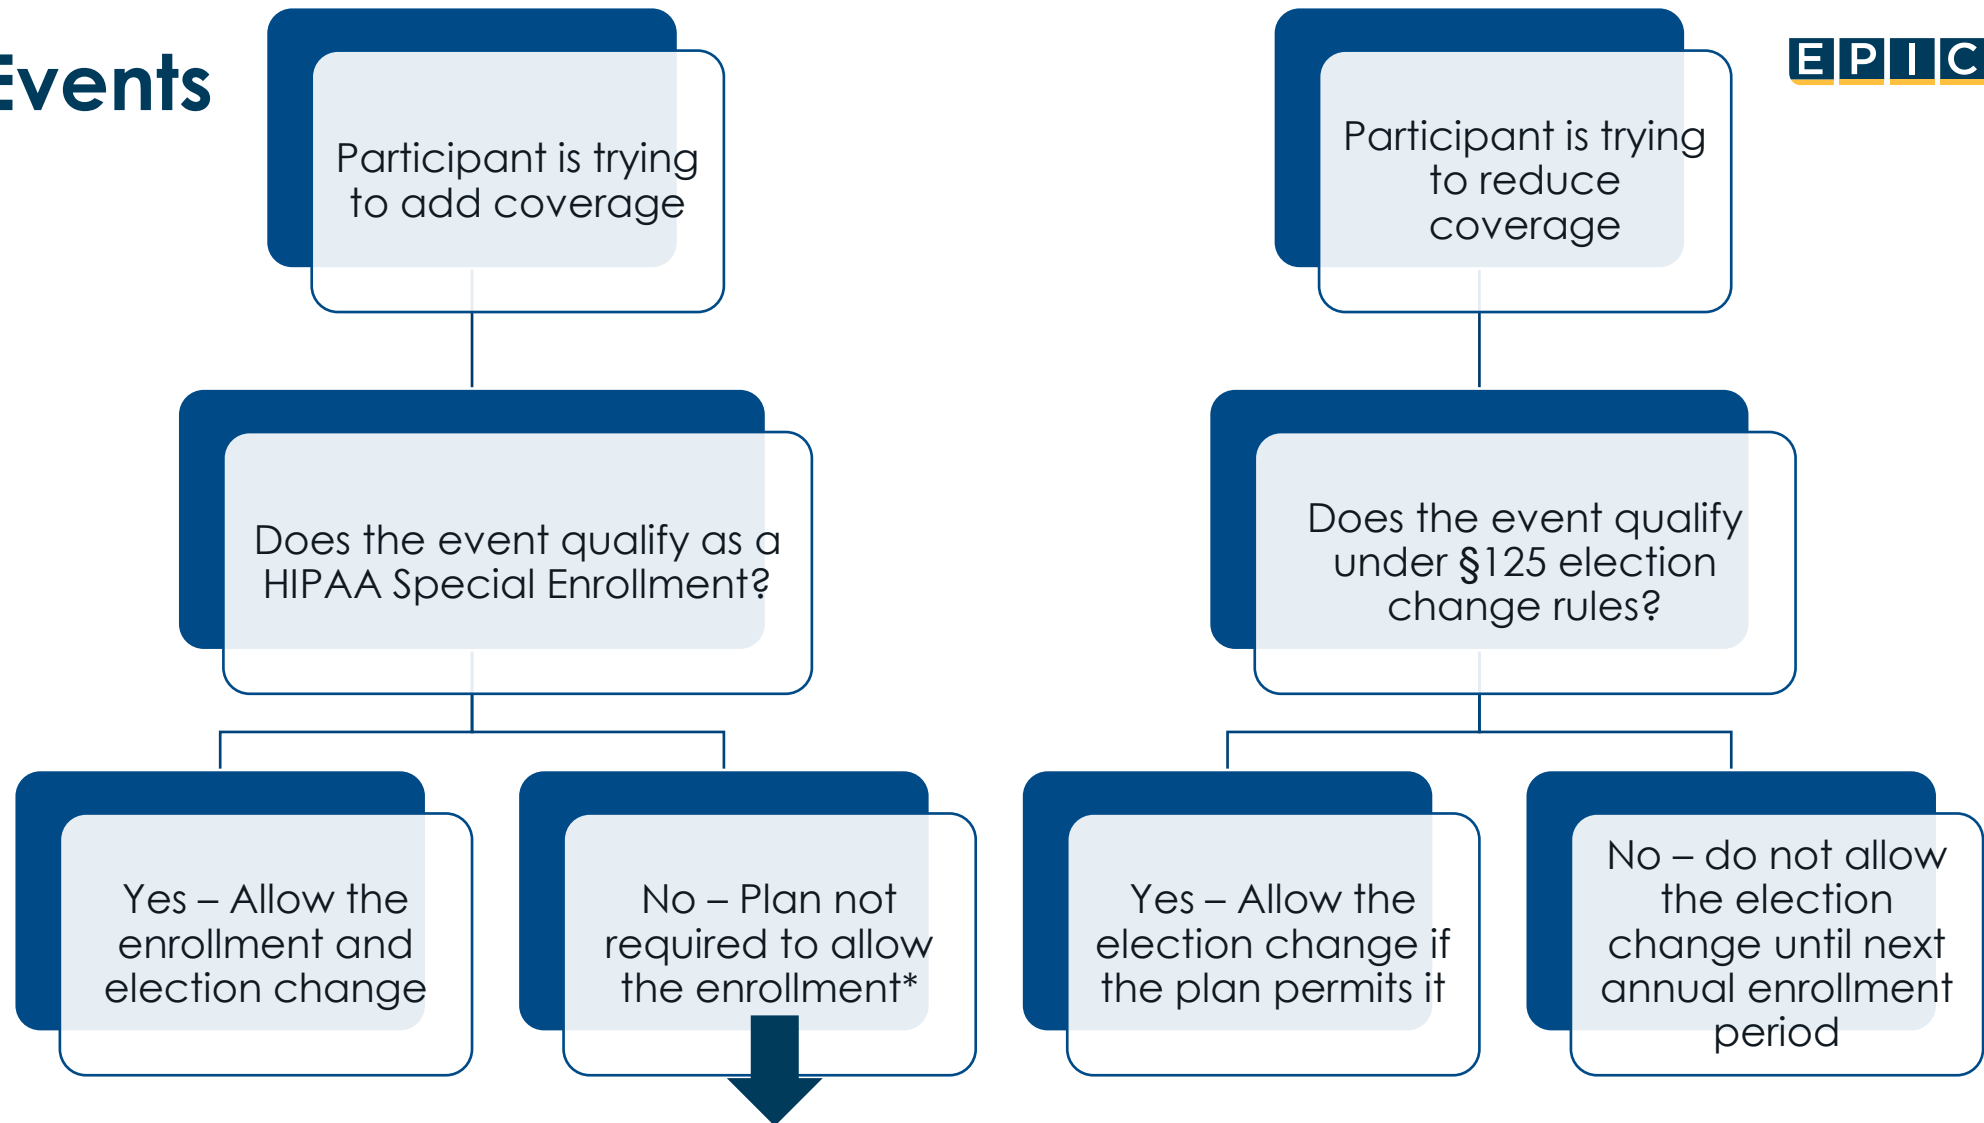 Events
EPIC
Participant is trying
to add coverage
Does the event qualify as a
HIPAA Special Enrollment?
Yes – Allow the
enrollment and
election change
No – Plan not
required to allow
the enrollment*
Participant is trying
to reduce
coverage
Does the event qualify
under §125 election
change rules?
Yes – Allow the
election change if
the plan permits it
No – do not allow
the election
change until next
annual enrollment
period